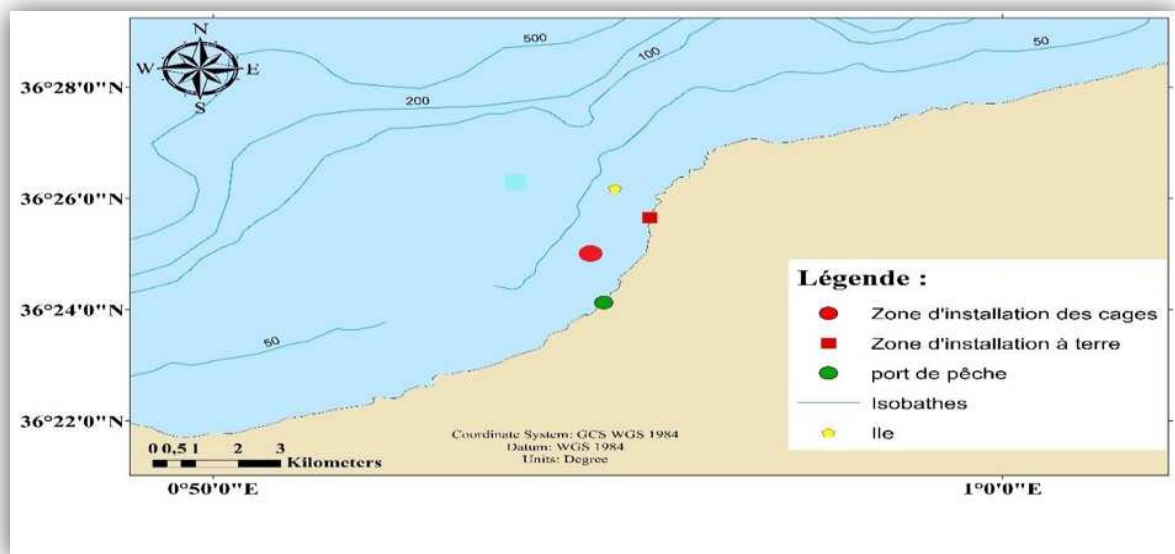 500
50
100
N
W E
S
200
36°28'0"N
36°26'0"N
36°24'0"N
36°22'0"N
50
Légende :
Zone d'installation des cages
Zone d'installation à terre
port de pêche
Isobathes
Ile
Coordinate System: GCS WGS 1984
Datum: WGS 1984
Units: Degree
0 0,5 1 2 3
Kilometers
0°50'0"E
1°0'0"E